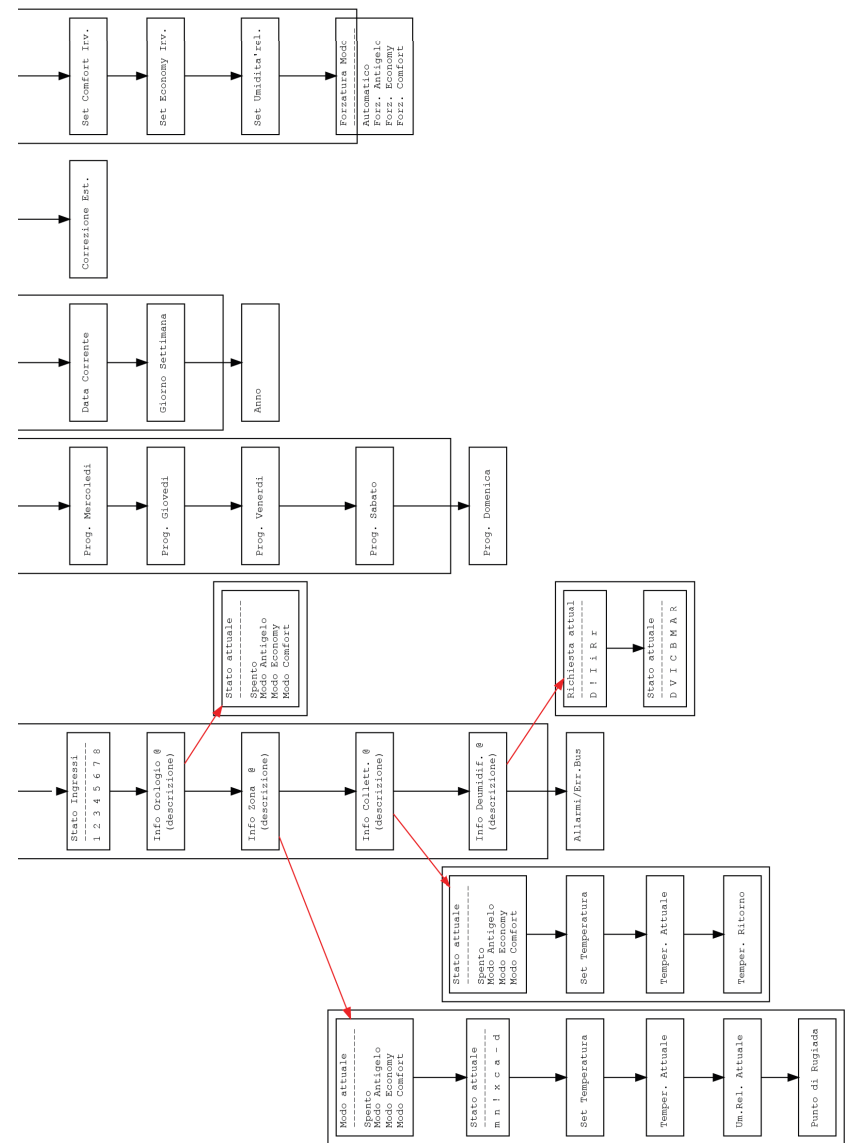 Set Comfort Irv.
Set Economy Irv.
Set Umidita'rel.
Forzatura Modo
----------------
Automatico
Forz. Antigelo
Forz. Economy
Forz. Comfort
Correzione Est.
Data Corrente
Giorno Settimana
Anno
Prog. Mercoledi
Prog. Giovedi
Prog. Venerdi
Prog. Sabato
Prog. Domenica
Stato attuale
----------------
Spento
Modo Antigelo
Modo Economy
Modo Comfort
Richiesta attual
----------------
D ! I i R r
Stato attuale
----------------
D V I C B M A R
Stato Ingressi
----------------
1 2 3 4 5 6 7 8
Info Orologio @
(descrizione)
Info Zona @
(descrizione)
Info Collett. @
(descrizione)
Info Deumidif. @
(descrizione)
Allarmi/Err.Bus
Stato attuale
----------------
Spento
Modo Antigelo
Modo Economy
Modo Comfort
Set Temperatura
Temper. Attuale
Temper. Ritorno
Modo attuale
----------------
Spento
Modo Antigelo
Modo Economy
Modo Comfort
Stato attuale
----------------
m n ! x c a - d
Set Temperatura
Temper. Attuale
Um.Rel. Attuale
Punto di Rugiada